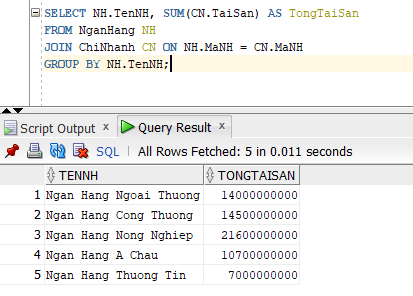 SELECT NH.TenNH, SUM(CN.TaiSan) AS TongTaiSan
FROM NganHang NH
JOIN ChiNhanh CN ON NH.MaNH = CN.MaNH
GROUP BY NH.TenNH;
Script Output x Query Result x
SQL | All Rows Fetched: 5 in 0.011 seconds
TENNH TONGTAISAN
1 Ngan Hang Ngoai Thuong 14000000000
2 Ngan Hang Cong Thuong 14500000000
3 Ngan Hang Nong Nghiep 21600000000
4 Ngan Hang A Chau 10700000000
5 Ngan Hang Thuong Tin 7000000000